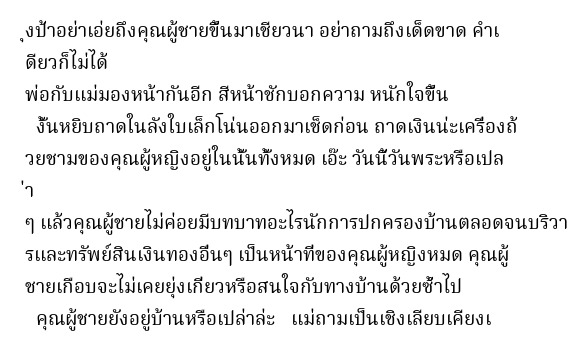 ุงป้าอย่าเอ่ยถึงคุณผู้ชายขึ้นมาเชียวนา อย่าถามถึงเด็ดขาด คำเ
ดียวก็ไม่ได้
พ่อกับแม่มองหน้ากันอีก สีหน้าชักบอกความ หนักใจขึ้น
งั้นหยิบถาดในลังใบเล็กโน่นออกมาเช็ดก่อน ถาดเงินน่ะเครื่องถ้
วยชามของคุณผู้หญิงอยู่ในนั้นทั้งหมด เอ๊ะ วันนี้วันพระหรือเปล
่า
ๆ แล้วคุณผู้ชายไม่ค่อยมีบทบาทอะไรนักการปกครองบ้านตลอดจนบริวา
รและทรัพย์สินเงินทองอื่นๆ เป็นหน้าที่ของคุณผู้หญิงหมด คุณผู้
ชายเกือบจะไม่เคยยุ่งเกี่ยวหรือสนใจกับทางบ้านด้วยซ้ำไป
คุณผู้ชายยังอยู่บ้านหรือเปล่าล่ะ แม่ถามเป็นเชิงเลียบเคียงเ